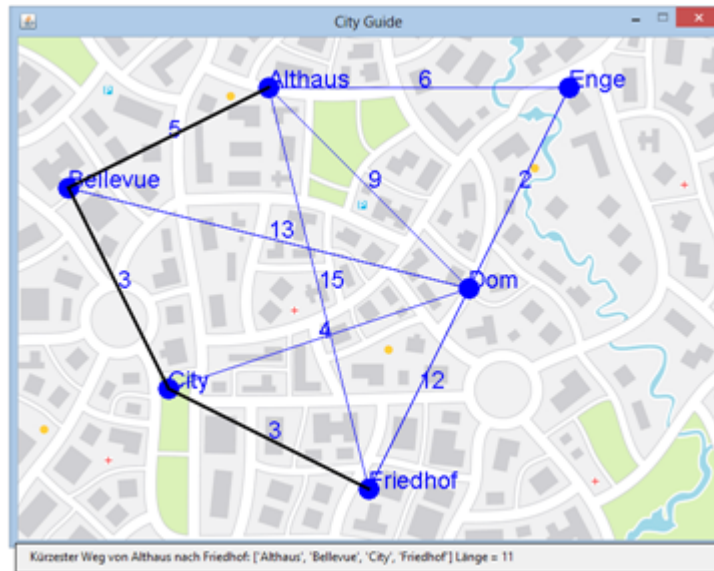 City Guide
Althaus
6
Enge
5
Bellevue
9
2
13
3
15
Dom
4
City
12
3
Friedhof
Kürzester Weg von Althaus nach Friedhof: ['Althaus', 'Bellevue', 'City', 'Friedhof'] Länge = 11